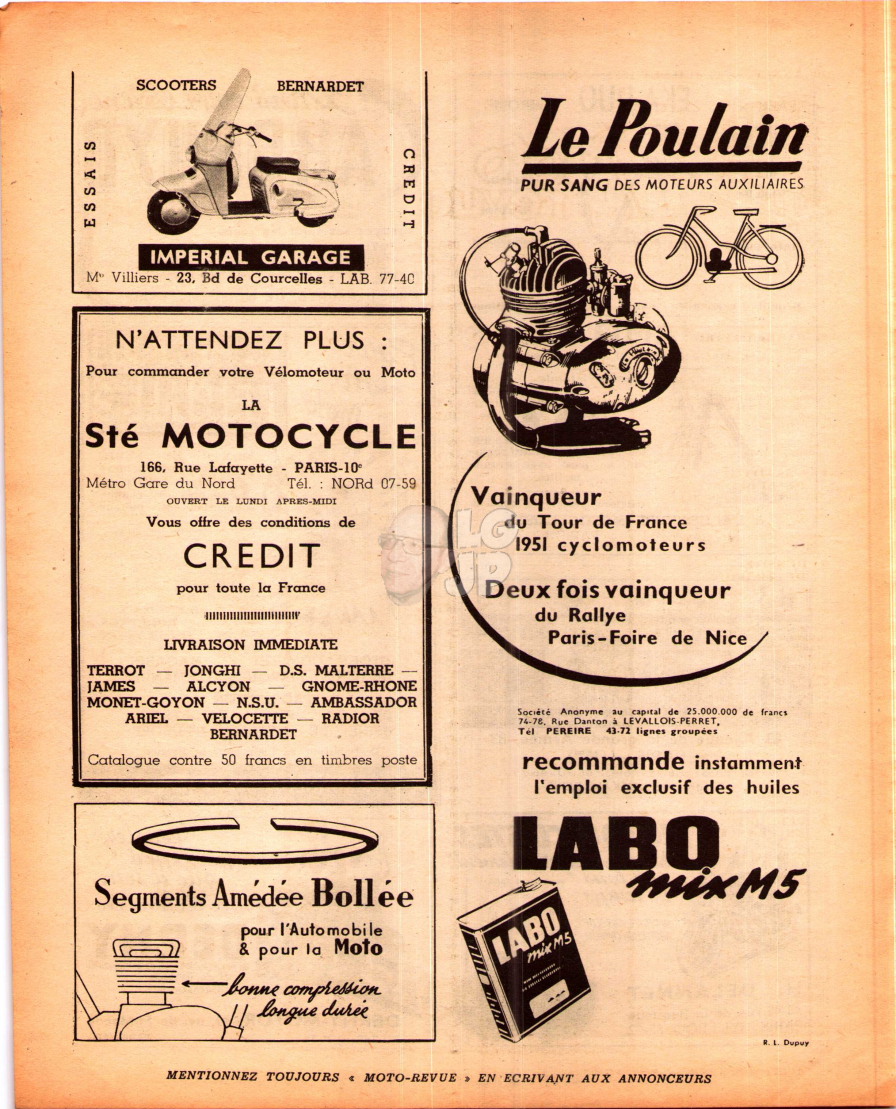 SCOOTERS BERNARDET
ESSAIS
CREDIT
IMPERIAL GARAGE
Mº Villiers - 23, Bd de Courcelles - LAB. 77-40
N'ATTENDEZ PLUS :
Pour commander votre Vélomoteur ou Moto
LA
Sté MOTOCYCLE
166, Rue Lafayette - PARIS-10e
Métro Gare du Nord Tél. : NORd 07-59
OUVERT LE LUNDI APRES-MIDI
Vous offre des conditions de
CREDIT
pour toute la France
LIVRAISON IMMEDIATE
TERROT — JONGHI — D.S. MALTERRE —
JAMES — ALCYON — GNOME-RHONE
MONET-GOYON — N.S.U. — AMBASSADOR
ARIEL — VELOCETTE — RADIOR
BERNARDET
Catalogue contre 50 francs en timbres poste
Segments Amédée Bollée
pour l'Automobile
& pour la Moto
bonne compression
longue durée
Le Poulain
PUR SANG DES MOTEURS AUXILIAIRES
Vainqueur
du Tour de France
1951 cyclomoteurs
Deux fois vainqueur
du Rallye
Paris-Foire de Nice
Société Anonyme au capital de 25.000.000 de francs
74-78, Rue Danton à LEVALLOIS-PERRET,
Tél PEREIRE 43-72 lignes groupées
recommande instamment
l'emploi exclusif des huiles
LABO
mix M5
LABO
mix M5
R. L. Dupuy
LG
JP
MENTIONNEZ TOUJOURS « MOTO-REVUE » EN ECRIVANT AUX ANNONCEURS